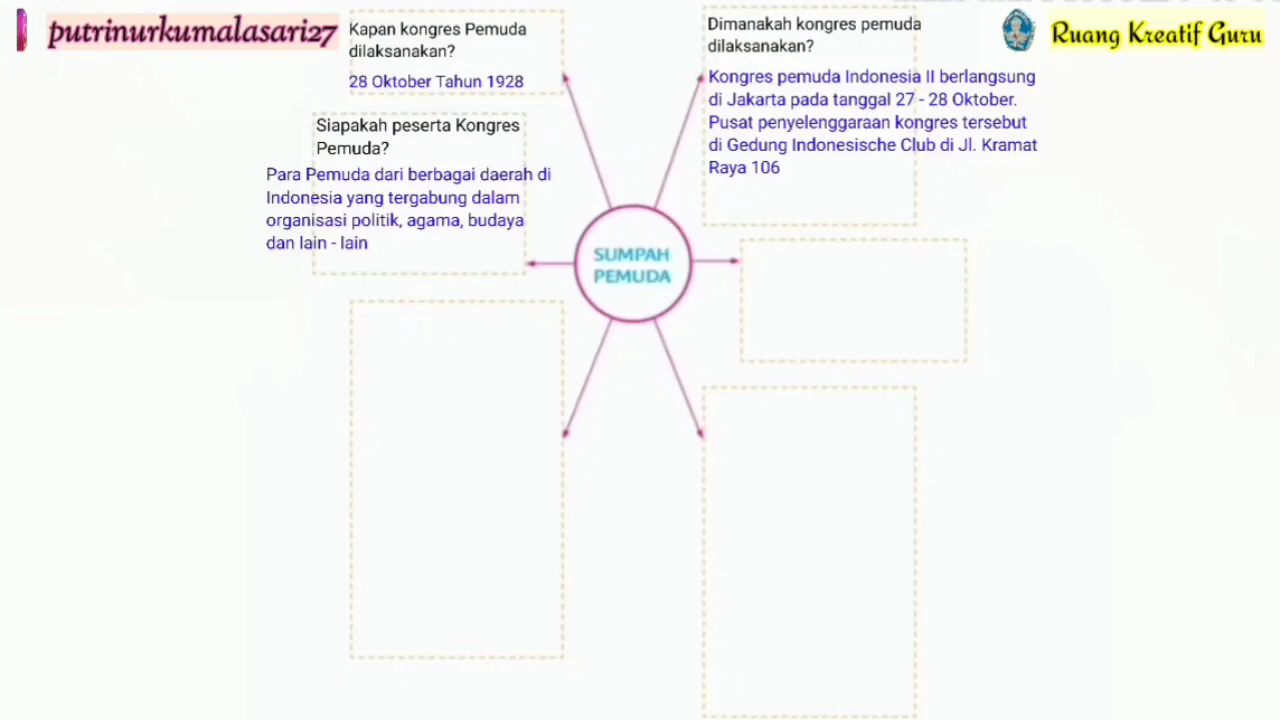 putrinurkumalasari27
Kapan kongres Pemuda
dilaksanakan?
28 Oktober Tahun 1928
Dimanakah kongres pemuda
dilaksanakan?
Kongres pemuda Indonesia II berlangsung
di Jakarta pada tanggal 27 - 28 Oktober.
Pusat penyelenggaraan kongres tersebut
di Gedung Indonesische Club di Jl. Kramat
Raya 106
Ruang Kreatif Guru
Siapakah peserta Kongres
Pemuda?
Para Pemuda dari berbagai daerah di
Indonesia yang tergabung dalam
organisasi politik, agama, budaya
dan lain - lain
SUMPAH
PEMUDA